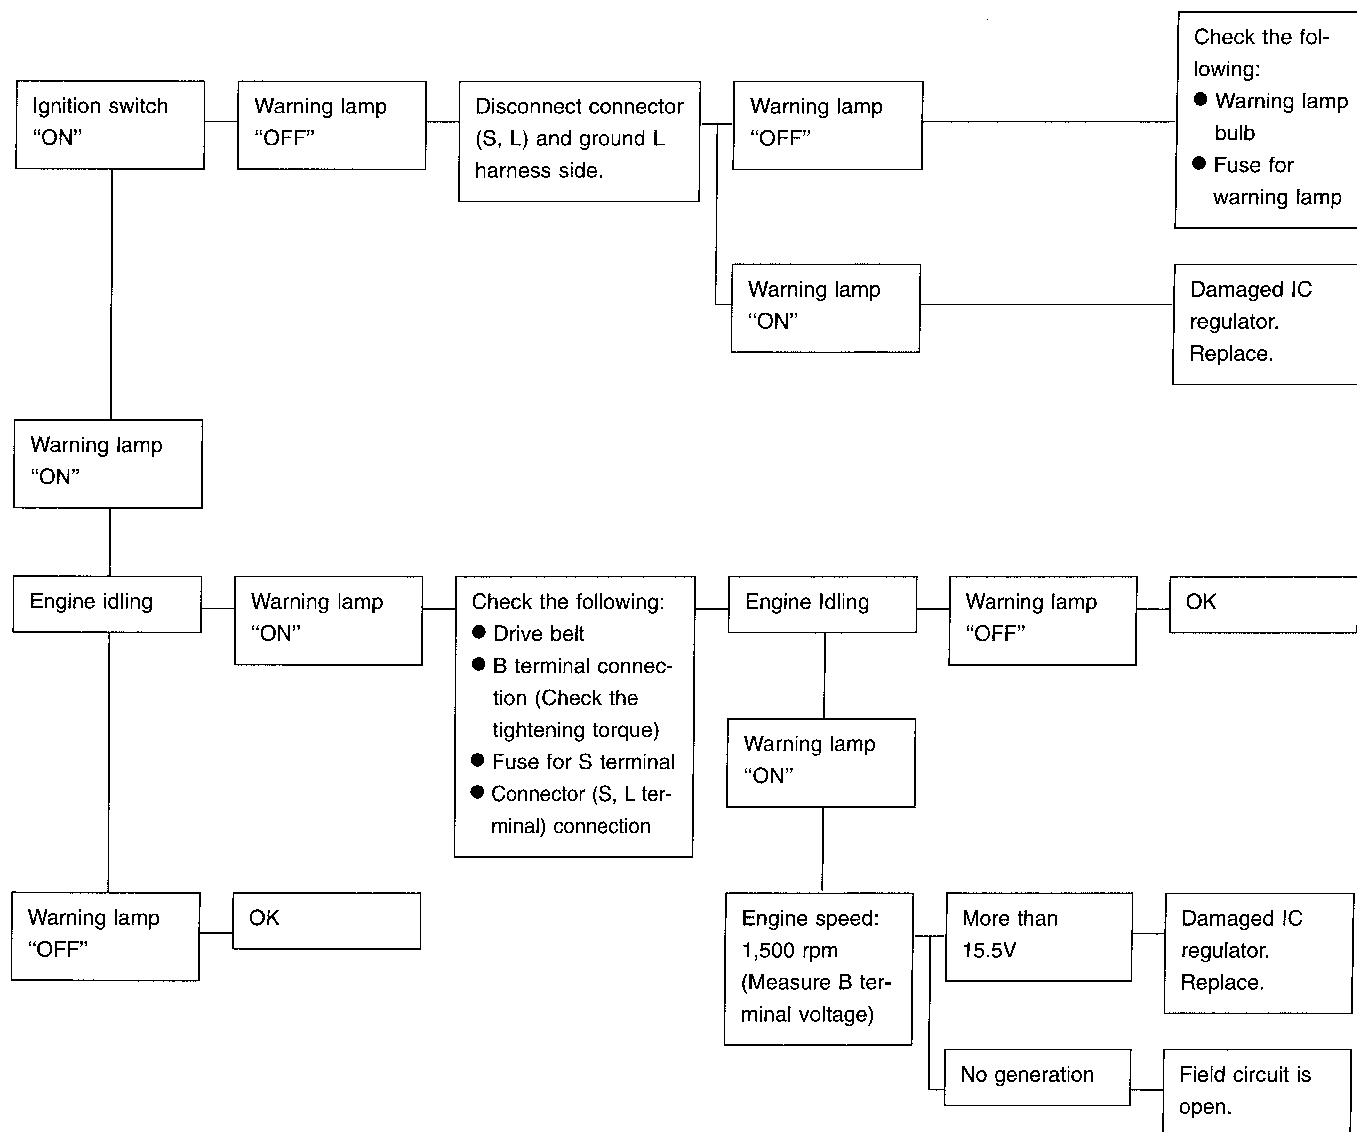 Ignition switch
“ON”
Warning lamp
“OFF”
Disconnect connector
(S, L) and ground L
harness side.
Warning lamp
“OFF”
Check the fol-
lowing:
● Warning lamp
bulb
● Fuse for
warning lamp
Warning lamp
“ON”
Damaged IC
regulator.
Replace.
Warning lamp
“ON”
Engine idling
Warning lamp
“ON”
Check the following:
● Drive belt
● B terminal connec-
tion (Check the
tightening torque)
● Fuse for S terminal
● Connector (S, L ter-
minal) connection
Engine Idling
Warning lamp
“OFF”
OK
Warning lamp
“ON”
Warning lamp
“OFF”
OK
Engine speed:
1,500 rpm
(Measure B ter-
minal voltage)
More than
15.5V
Damaged IC
regulator.
Replace.
No generation
Field circuit is
open.